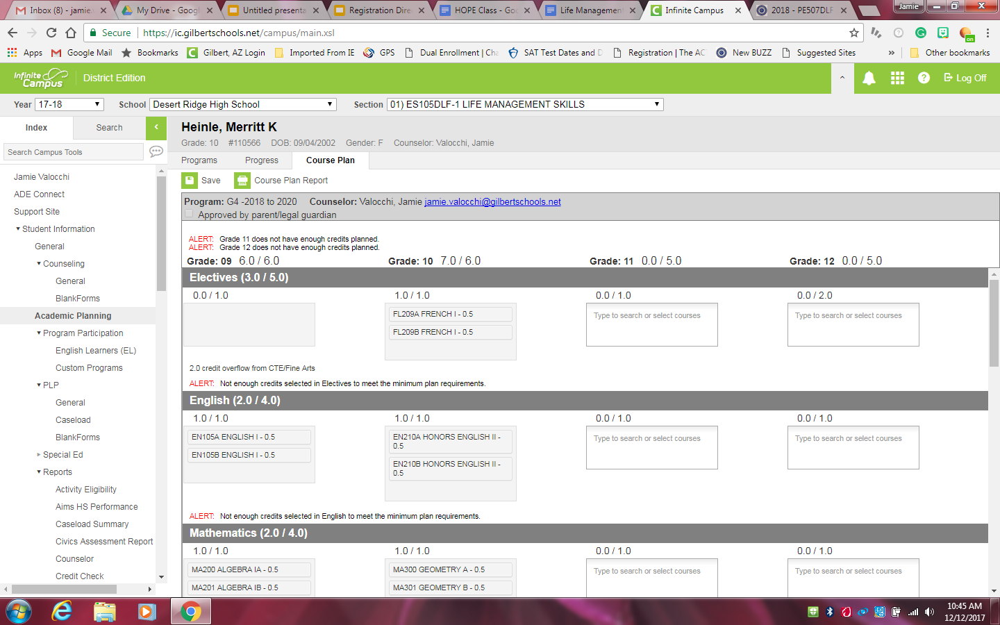 Inbox (8) - jamie.
My Drive - Googl
Untitled presenta
Registration Dire
HOPE Class - Goo
Life Managemen
Infinite Campus
2018 - PE507DLF
Jamie
Secure
https://ic.gilbertschools.net/campus/main.xsl
on
Apps
Google Mail
Bookmarks
Gilbert, AZ Login
Imported From IE
GPS
Dual Enrollment | Cha
SAT Test Dates and D
Registration | The AC
New BUZZ
Suggested Sites
»
Other bookmarks
Infinite Campus
District Edition
Log Off
Year
17-18
School
Desert Ridge High School
Section
01) ES105DLF-1 LIFE MANAGEMENT SKILLS
Index
Search
Search Campus Tools
Jamie Valocchi
ADE Connect
Support Site
Student Information
General
Counseling
General
BlankForms
Academic Planning
Program Participation
English Learners (EL)
Custom Programs
PLP
General
Caseload
BlankForms
Special Ed
Reports
Activity Eligibility
Aims HS Performance
Caseload Summary
Civics Assessment Report
Counselor
Credit Check
Heinle, Merritt K
Grade: 10 #110566 DOB: 09/04/2002 Gender: F Counselor: Valocchi, Jamie
Programs
Progress
Course Plan
Save
Course Plan Report
Program: G4 -2018 to 2020 Counselor: Valocchi, Jamie jamie.valocchi@gilbertschools.net
Approved by parent/legal guardian
ALERT: Grade 11 does not have enough credits planned.
ALERT: Grade 12 does not have enough credits planned.
Grade: 09 6.0 / 6.0
Grade: 10 7.0 / 6.0
Grade: 11 0.0 / 5.0
Grade: 12 0.0 / 5.0
Electives (3.0 / 5.0)
0.0 / 1.0
1.0 / 1.0
0.0 / 1.0
0.0 / 2.0
FL209A FRENCH I - 0.5
FL209B FRENCH I - 0.5
Type to search or select courses
Type to search or select courses
2.0 credit overflow from CTE/Fine Arts
ALERT: Not enough credits selected in Electives to meet the minimum plan requirements.
English (2.0 / 4.0)
1.0 / 1.0
1.0 / 1.0
0.0 / 1.0
0.0 / 1.0
EN105A ENGLISH I - 0.5
EN105B ENGLISH I - 0.5
EN210A HONORS ENGLISH II -
0.5
EN210B HONORS ENGLISH II -
0.5
Type to search or select courses
Type to search or select courses
ALERT: Not enough credits selected in English to meet the minimum plan requirements.
Mathematics (2.0 / 4.0)
1.0 / 1.0
1.0 / 1.0
0.0 / 1.0
0.0 / 1.0
MA200 ALGEBRA IA - 0.5
MA201 ALGEBRA IB - 0.5
MA300 GEOMETRY A - 0.5
MA301 GEOMETRY B - 0.5
Type to search or select courses
Type to search or select courses
10:45 AM
12/12/2017